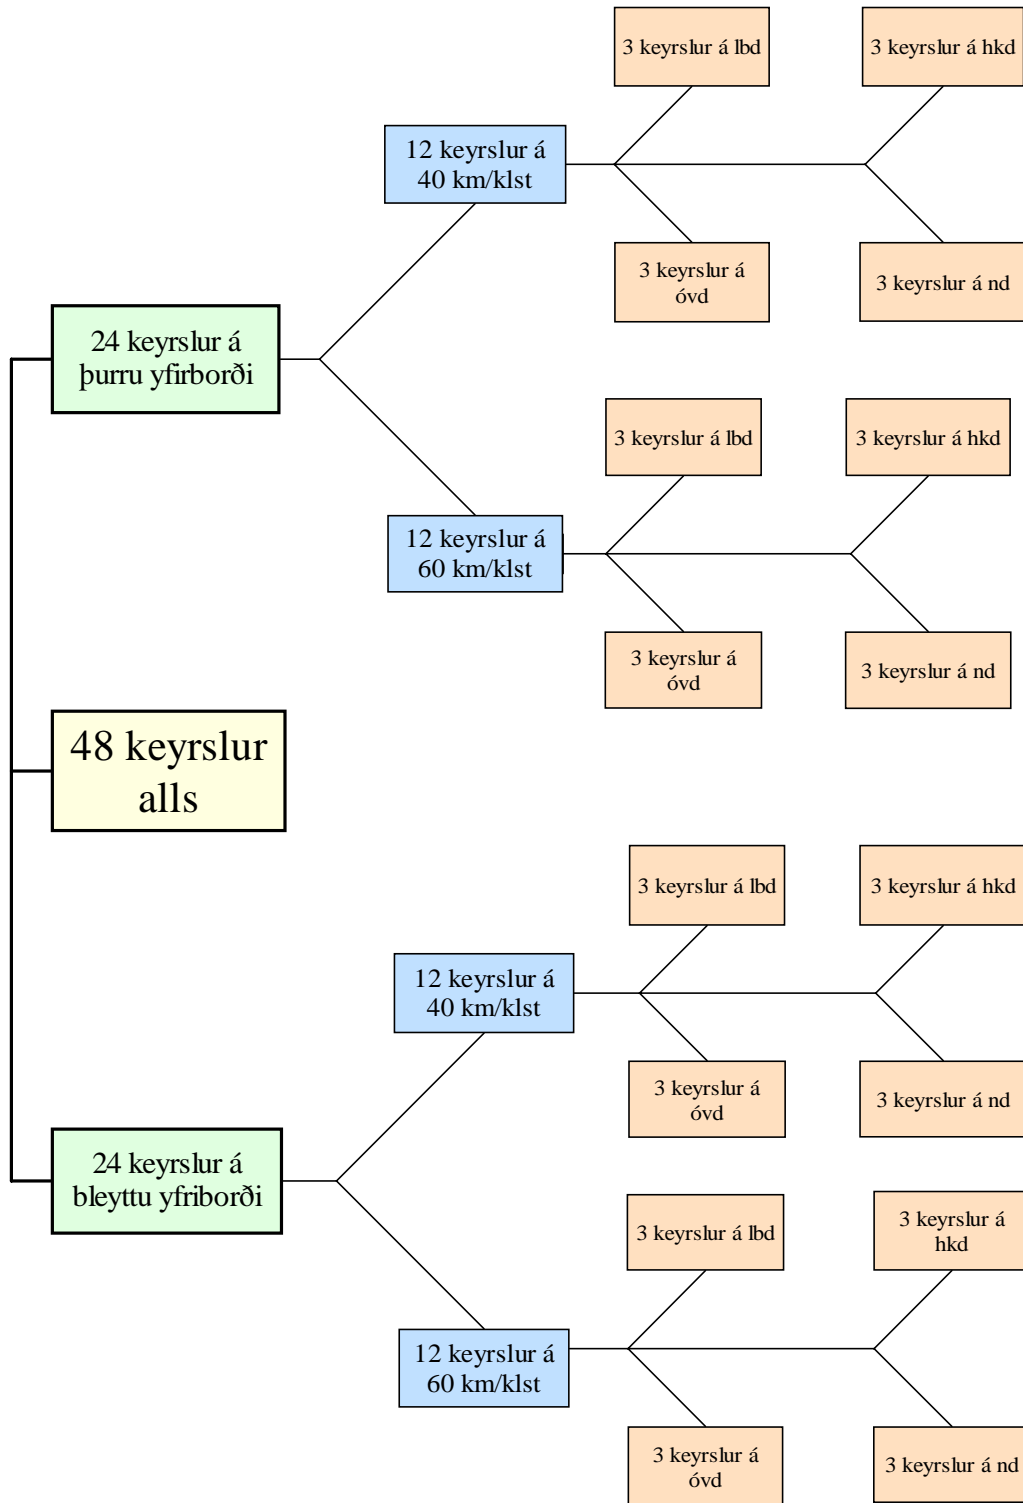 3 keyrslur á lbd
3 keyrslur á hkd
12 keyrslur á
40 km/klst
3 keyrslur á
óvd
3 keyrslur á nd
24 keyrslur á
þurru yfirborði
3 keyrslur á lbd
3 keyrslur á hkd
12 keyrslur á
60 km/klst
3 keyrslur á
óvd
3 keyrslur á nd
48 keyrslur
alls
3 keyrslur á lbd
3 keyrslur á hkd
12 keyrslur á
40 km/klst
3 keyrslur á
óvd
3 keyrslur á nd
24 keyrslur á
bleyttu yfriborði
3 keyrslur á lbd
3 keyrslur á
hkd
12 keyrslur á
60 km/klst
3 keyrslur á
óvd
3 keyrslur á nd